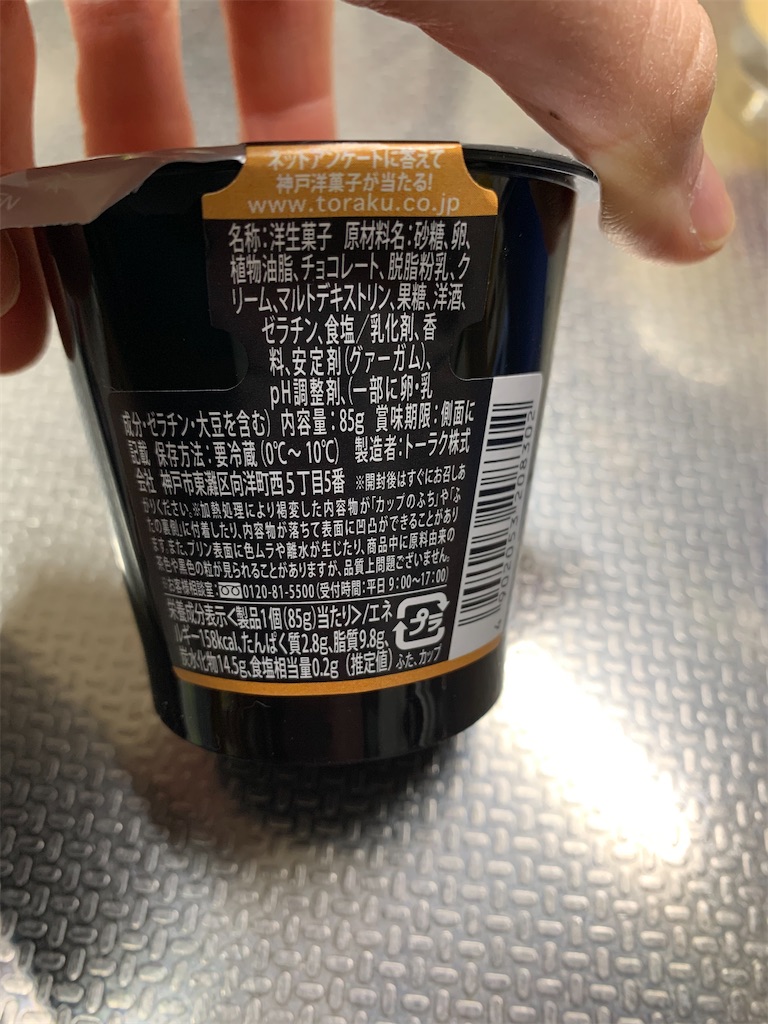 ネットアンケートに答えて
神戸洋菓子が当たる!
www.toraku.co.jp
名称:洋生菓子 原材料名:砂糖、卵、
植物油脂、チョコレート、脱脂粉乳、ク
リーム、マルトデキストリン、果糖、洋酒、
ゼラチン、食塩/乳化剤、香
料、安定剤(グァーガム)、
pH調整剤、(一部に卵・乳
成分・ゼラチン・大豆を含む) 内容量:85g 賞味期限:側面に
記載 保存方法:要冷蔵(0℃~10℃) 製造者:トーラク株式
会社 神戸市東灘区向洋町西5丁目5番 ※開封後はすぐにお召しあ
がりください。※加熱処理により褐変した内容物が「カップのふち」や「ふ
たの裏側」に付着したり、内容物が落ちて表面に凹凸ができることがあり
ます。また、プリン表面に色ムラや離水が生じたり、商品中に原料由来の
茶色や黒色の粒が見られることがありますが、品質上問題ございません。
お客様相談室:0120-81-5500(受付時間:平日9:00~17:00)
栄養成分表示<製品1個(85g)当たり>/エネ
ルギー158kcal、たんぱく質2.8g、脂質9.8g、
炭水化物14.5g、食塩相当量0.2g(推定値)
プラ
ふた、カップ
4 902053 208302